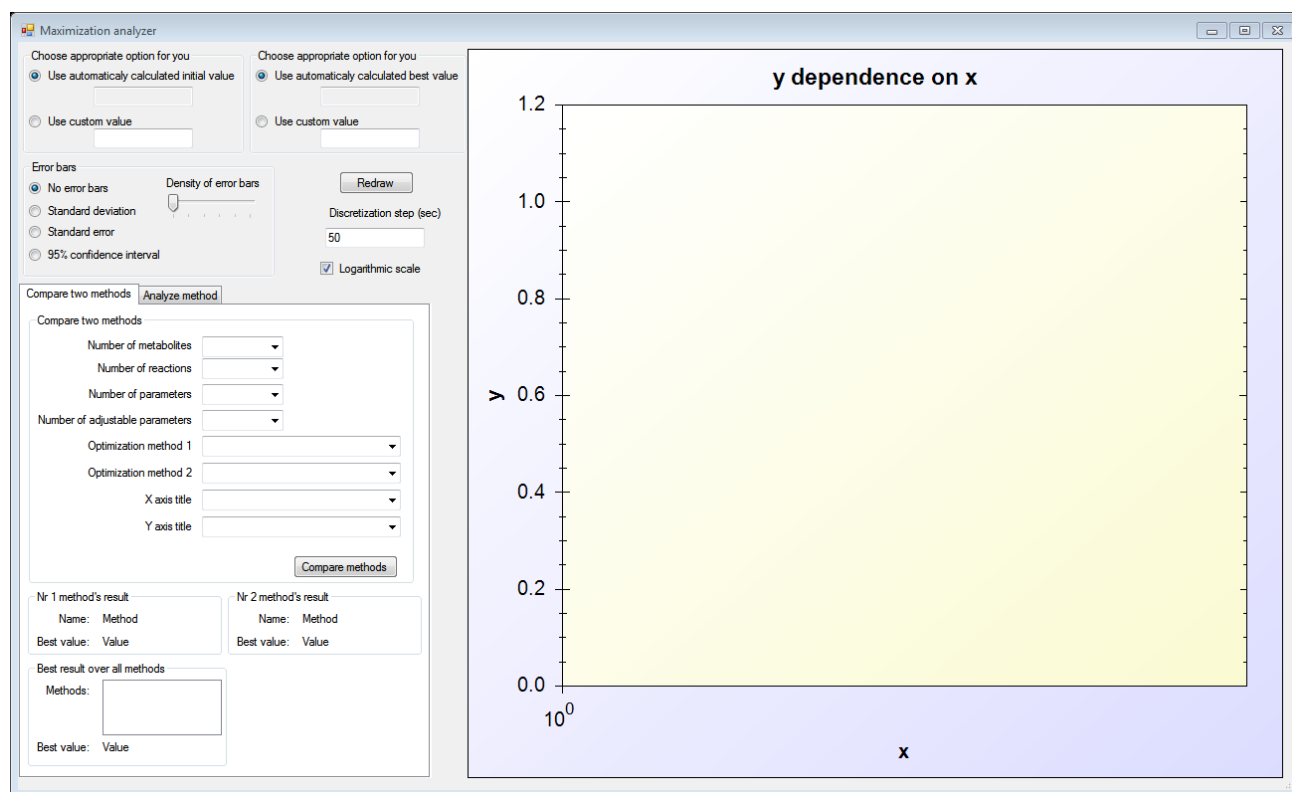 Maximization analyzer
Choose appropriate option for you
Use automaticaly calculated initial value
Use custom value
Choose appropriate option for you
Use automaticaly calculated best value
Use custom value
Error bars
No error bars
Standard deviation
Standard error
95% confidence interval
Density of error bars
Redraw
Discretization step (sec)
50
Logarithmic scale
Compare two methods
Analyze method
Compare two methods
Number of metabolites
Number of reactions
Number of parameters
Number of adjustable parameters
Optimization method 1
Optimization method 2
X axis title
Y axis title
Compare methods
Nr 1 method's result
Name: Method
Best value: Value
Nr 2 method's result
Name: Method
Best value: Value
Best result over all methods
Methods:
Best value: Value
y dependence on x
1.2
1.0
0.8
0.6
0.4
0.2
0.0
y
10⁰
x